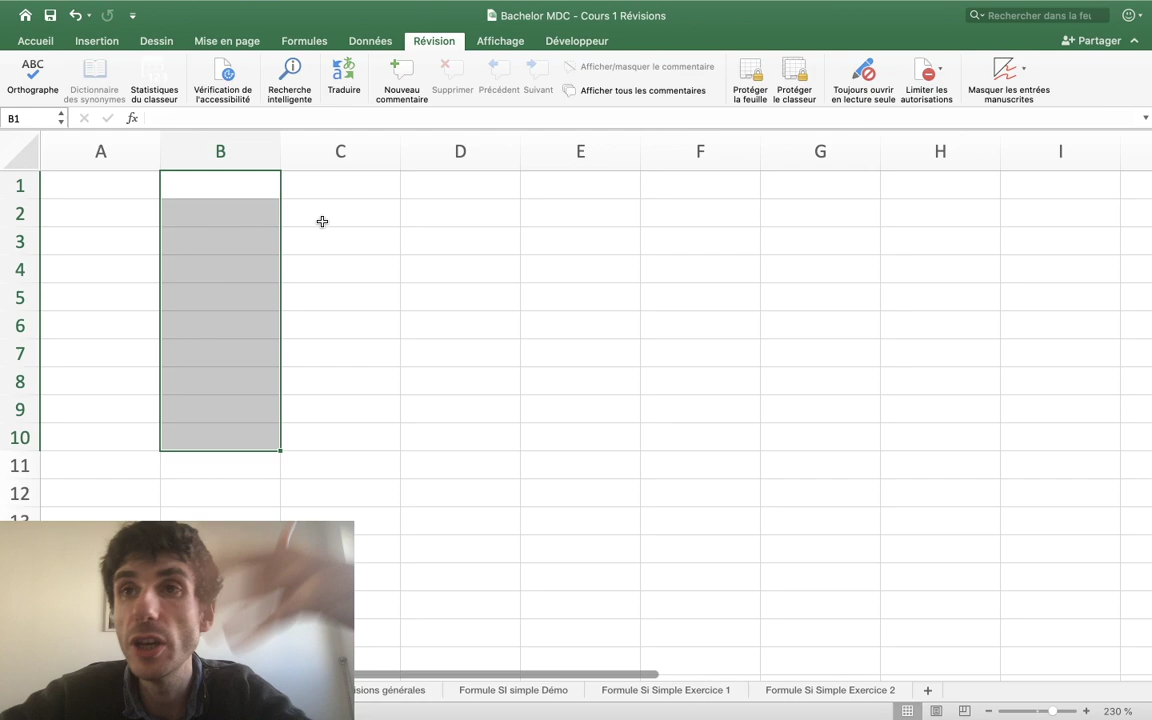 Bachelor MDC - Cours 1 Révisions
Rechercher dans la feu
Accueil Insertion Dessin Mise en page Formules Données Révision Affichage Développeur Partager
ABC
Orthographe
Dictionnaire
des synonymes
123
Statistiques
du classeur
Vérification de
l'accessibilité
Recherche
intelligente
Traduire
Nouveau
commentaire
Supprimer
Précédent
Suivant
Afficher/masquer le commentaire
Afficher tous les commentaires
Protéger
la feuille
Protéger
le classeur
Toujours ouvrir
en lecture seule
Limiter les
autorisations
Masquer les entrées
manuscrites
B1 fx
A B C D E F G H I
1
2
3
4
5
6
7
8
9
10
11
12
isions générales Formule SI simple Démo Formule Si Simple Exercice 1 Formule Si Simple Exercice 2
230 %